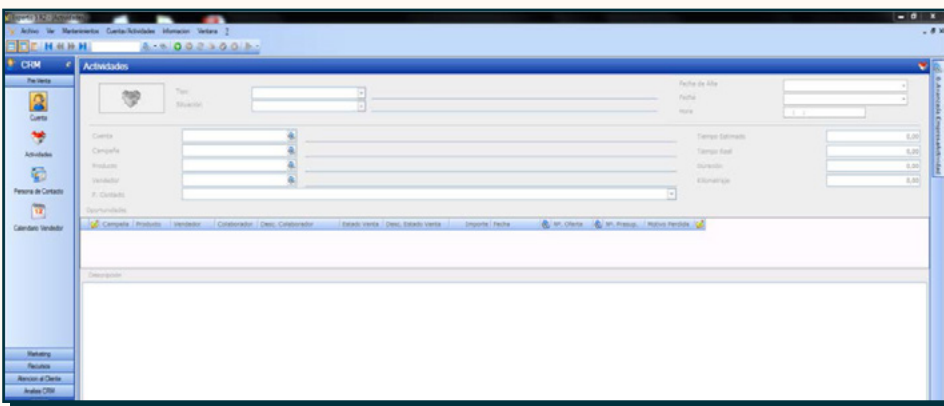 Archivo Ver Mantenimientos Cuentas/Actividades Informacion Ventana ?
CRM
Actividades
Pre-Venta
Cuenta
Actividades
Persona de Contacto
Calendario Vendedor
Marketing
Recursos
Atencion al Cliente
Analisis CRM
Tipo
Situación
Fecha de Alta
Fecha
Hora
Cuenta
Campaña
Producto
Vendedor
P. Contacto
Tiempo Estimado 0,00
Tiempo Real 0,00
Duración 0,00
Kilometraje 0,00
Oportunidades
Campaña Producto Vendedor Colaborador Desc. Colaborador Estado Venta Desc. Estado Venta Importe Fecha Nº. Oferta Nº. Presup. Motivo Perdida
Descripcion